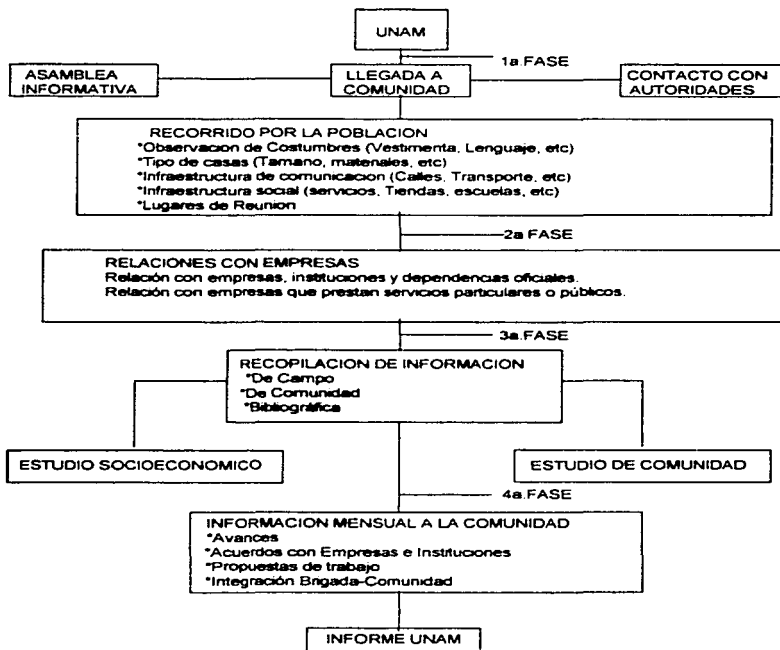 UNAM
1a.FASE
ASAMBLEA
INFORMATIVA
LLEGADA A
COMUNIDAD
CONTACTO CON
AUTORIDADES
RECORRIDO POR LA POBLACION
*Observacion de Costumbres (Vestimenta, Lenguaje, etc)
*Tipo de casas (Tamano, materiales, etc)
*Infraestructura de comunicacion (Calles, Transporte, etc)
*Infraestructura social (servicios, Tiendas, escuelas, etc)
*Lugares de Reunion
2a FASE
RELACIONES CON EMPRESAS
Relación con empresas, instituciones y dependencias oficiales.
Relación con empresas que prestan servicios particulares o públicos.
3a.FASE
RECOPILACION DE INFORMACION
*De Campo
*De Comunidad
*Bibliográfica
ESTUDIO SOCIOECONOMICO
ESTUDIO DE COMUNIDAD
4a.FASE
INFORMACION MENSUAL A LA COMUNIDAD
*Avances
*Acuerdos con Empresas e Instituciones
*Propuestas de trabajo
*Integración Brigada-Comunidad
INFORME UNAM